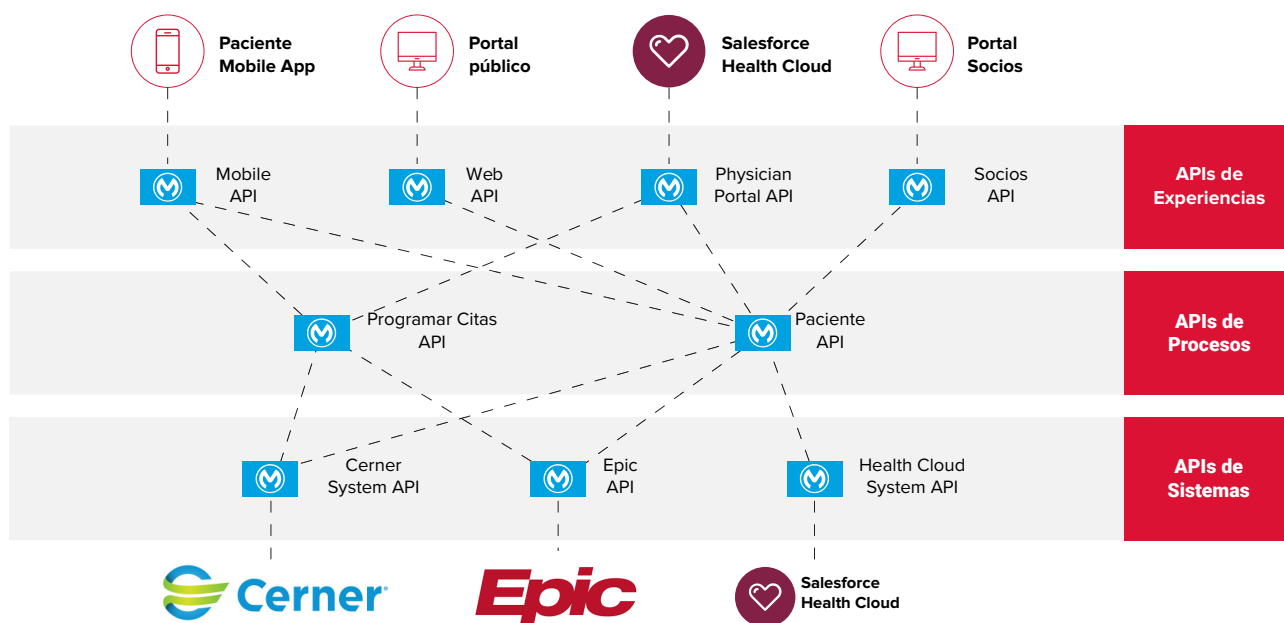 Paciente
Mobile App
Portal
público
Salesforce
Health Cloud
Portal
Socios
Mobile
API
Web
API
Physician
Portal API
Socios
API
APIs de
Experiencias
Programar Citas
API
Paciente
API
APIs de
Procesos
Cerner
System API
Epic
API
Health Cloud
System API
APIs de
Sistemas
Cerner
Epic
Salesforce
Health Cloud